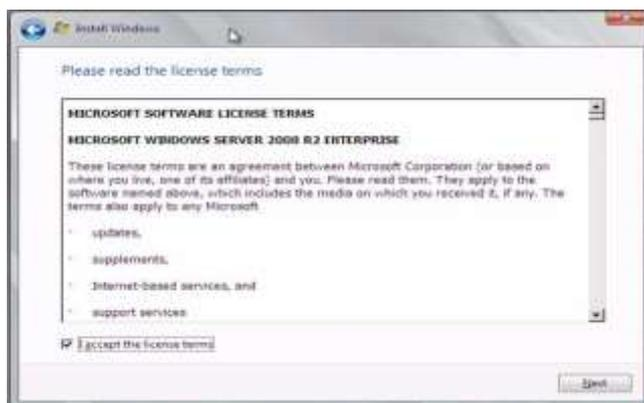 Install Windows
Please read the license terms
MICROSOFT SOFTWARE LICENSE TERMS
MICROSOFT WINDOWS SERVER 2008 R2 ENTERPRISE
These license terms are an agreement between Microsoft Corporation (or based on
where you live, one of its affiliates) and you. Please read them. They apply to the
software named above, which includes the media on which you received it, if any. The
terms also apply to any Microsoft
· updates,
· supplements,
· Internet-based services, and
· support services
I accept the license terms
Next